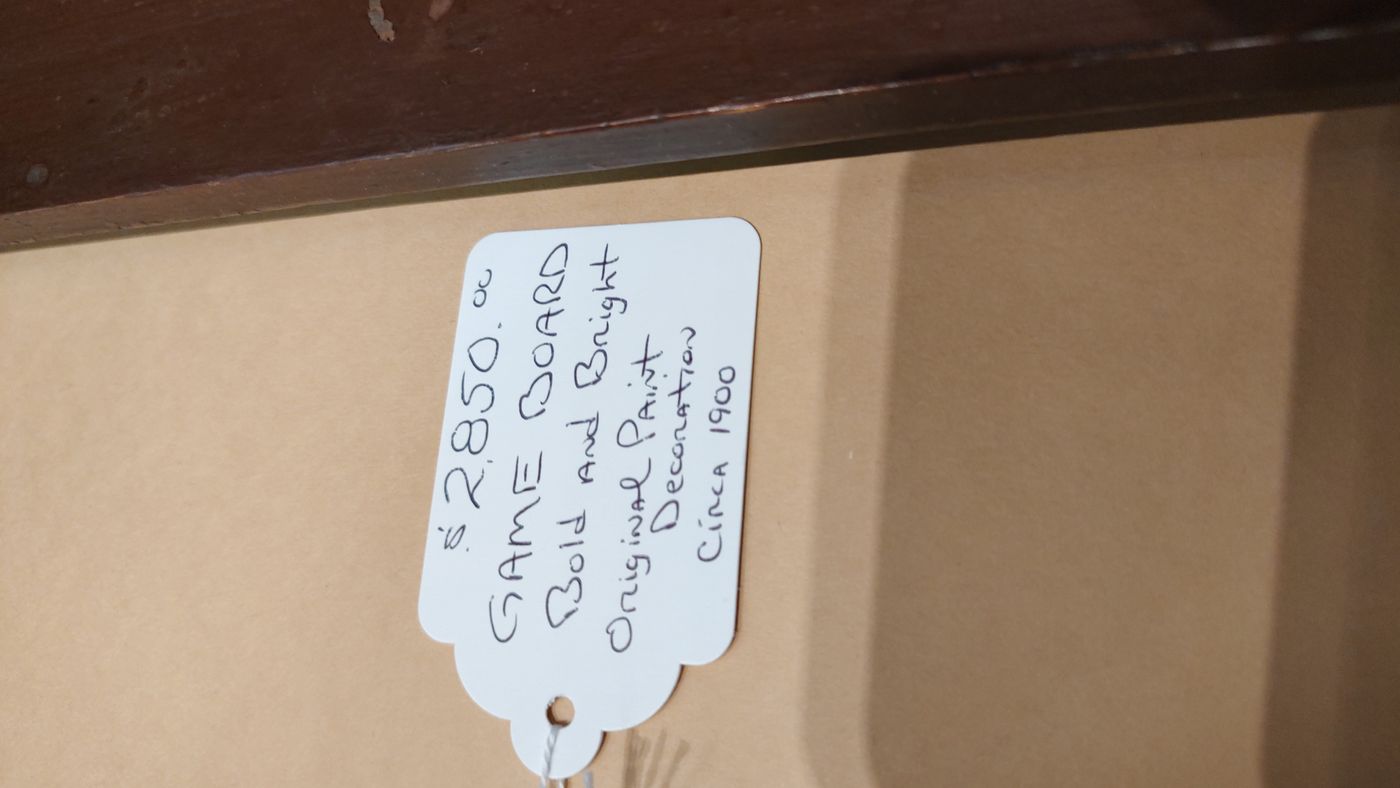 $2,850.00
GAME BOARD
Bold AND Bright
Original Paint
Decoration
Circa 1900